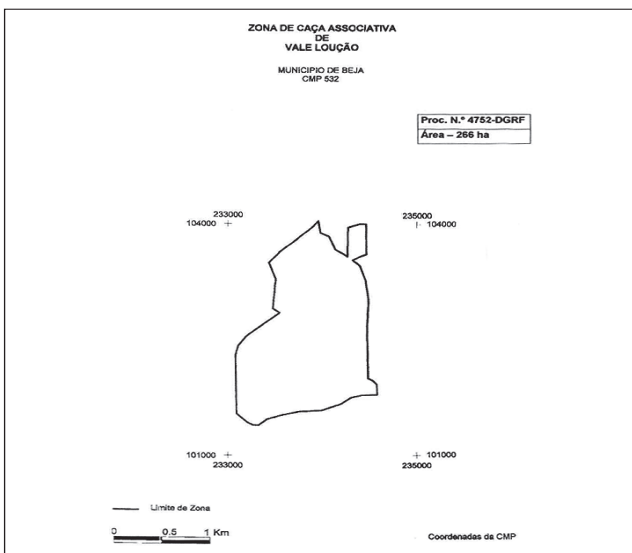 ZONA DE CAÇA ASSOCIATIVA
DE
VALE LOUÇÃO
MUNICIPIO DE BEJA
CMP 532
Proc. N.º 4752-DGRF
Área – 266 ha
233000
104000
235000
104000
101000
233000
101000
235000
Limite de Zona
0 0.5 1 Km
Coordenadas da CMP